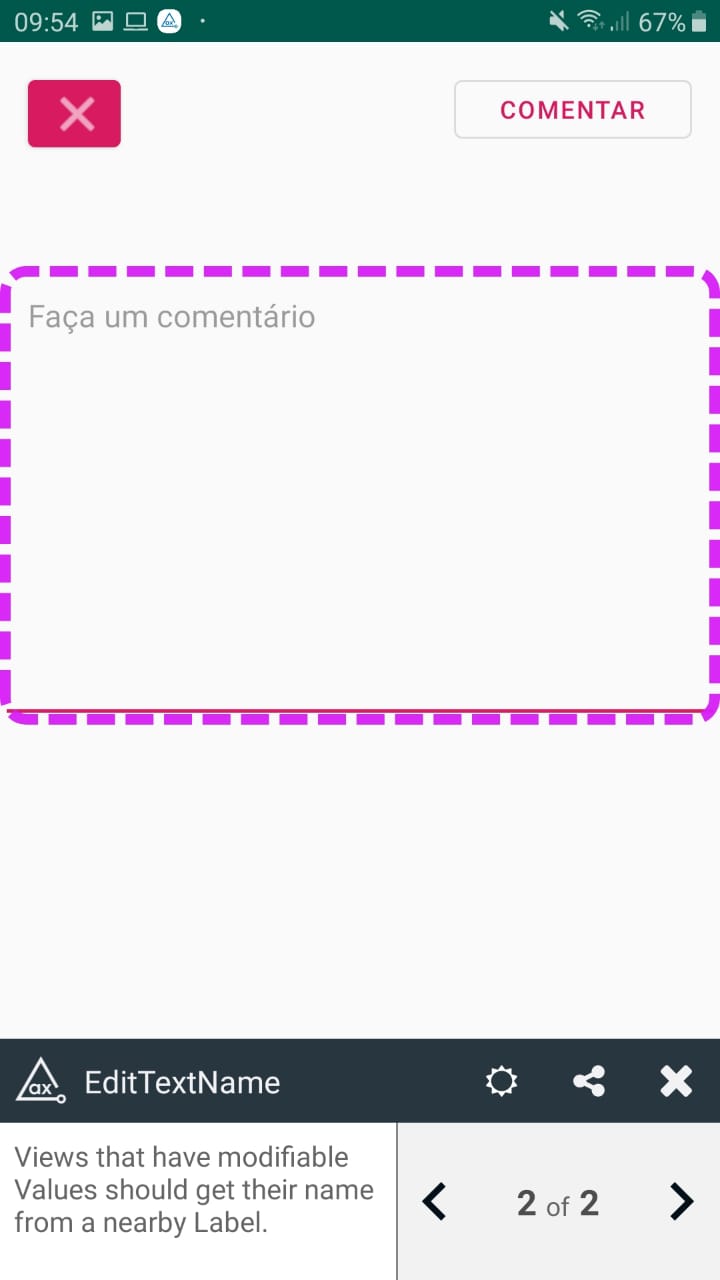 09:54 67%
COMENTAR
Faça um comentário
ax EditTextName
Views that have modifiable
Values should get their name
from a nearby Label.
2 of 2